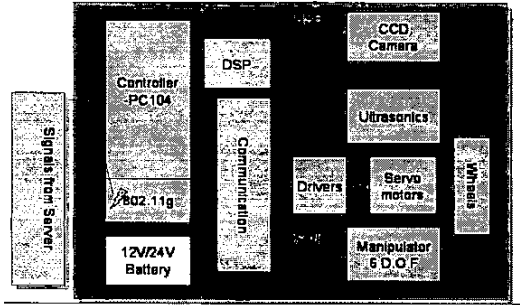 Signals from Server
Controller
-PC104
802.11g
12V/24V
Battery
DSP
Communication
CCD
Camera
Ultrasonics
Drivers
Servo
motors
Manipulator
6 D.O.F.
Wheels